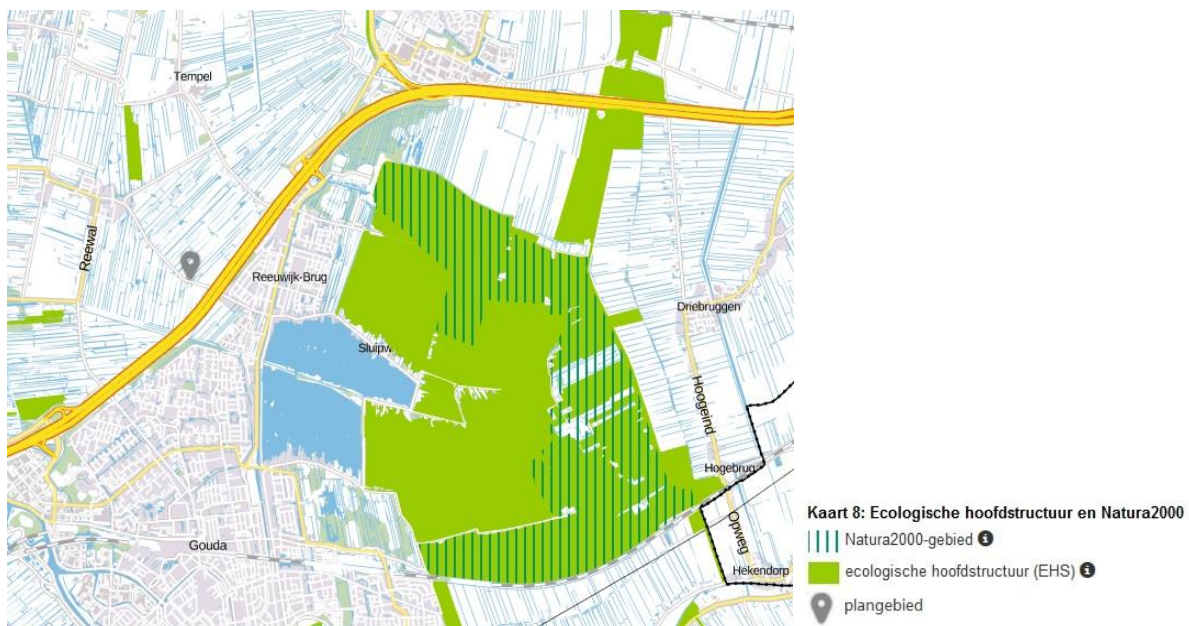 Tempel
Reewal
Reeuwijk-Brug
Sluipw
Driebruggen
Hoogeind
Hogebrug
Opweg
Gouda
Hekendorp
Kaart 8: Ecologische hoofdstructuur en Natura2000
Natura2000-gebied i
ecologische hoofdstructuur (EHS) i
plangebied